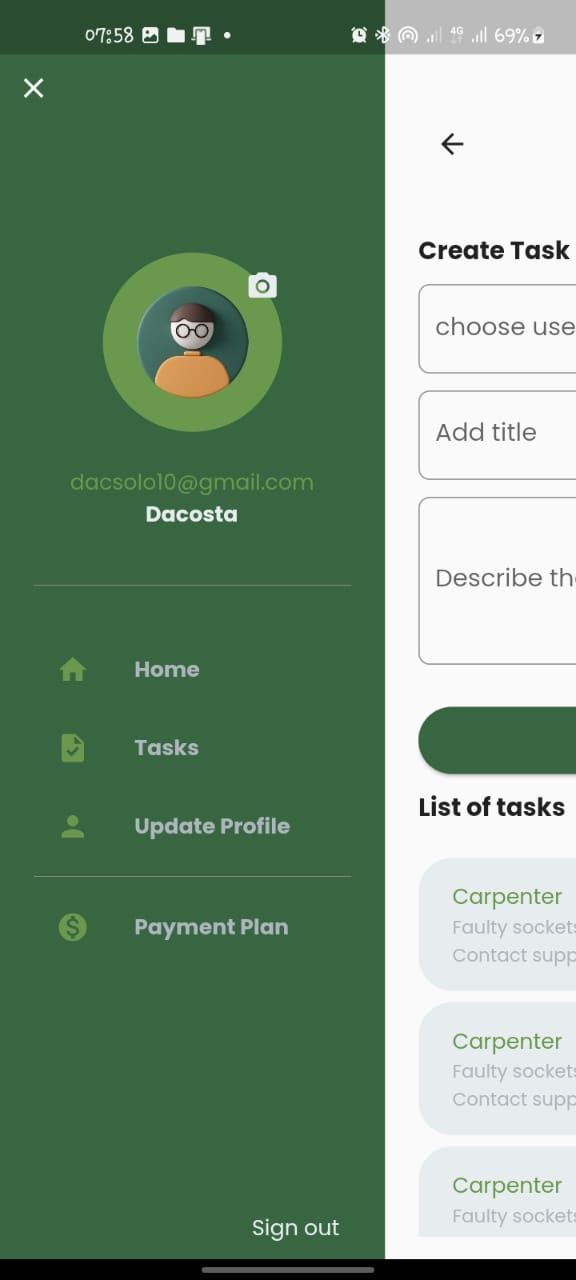 07:58
4G
69%
dacsolo10@gmail.com
Dacosta
Home
Tasks
Update Profile
Payment Plan
Sign out
Create Task
choose use
Add title
Describe th
List of tasks
Carpenter
Faulty sockets
Contact supp
Carpenter
Faulty sockets
Contact supp
Carpenter
Faulty sockets